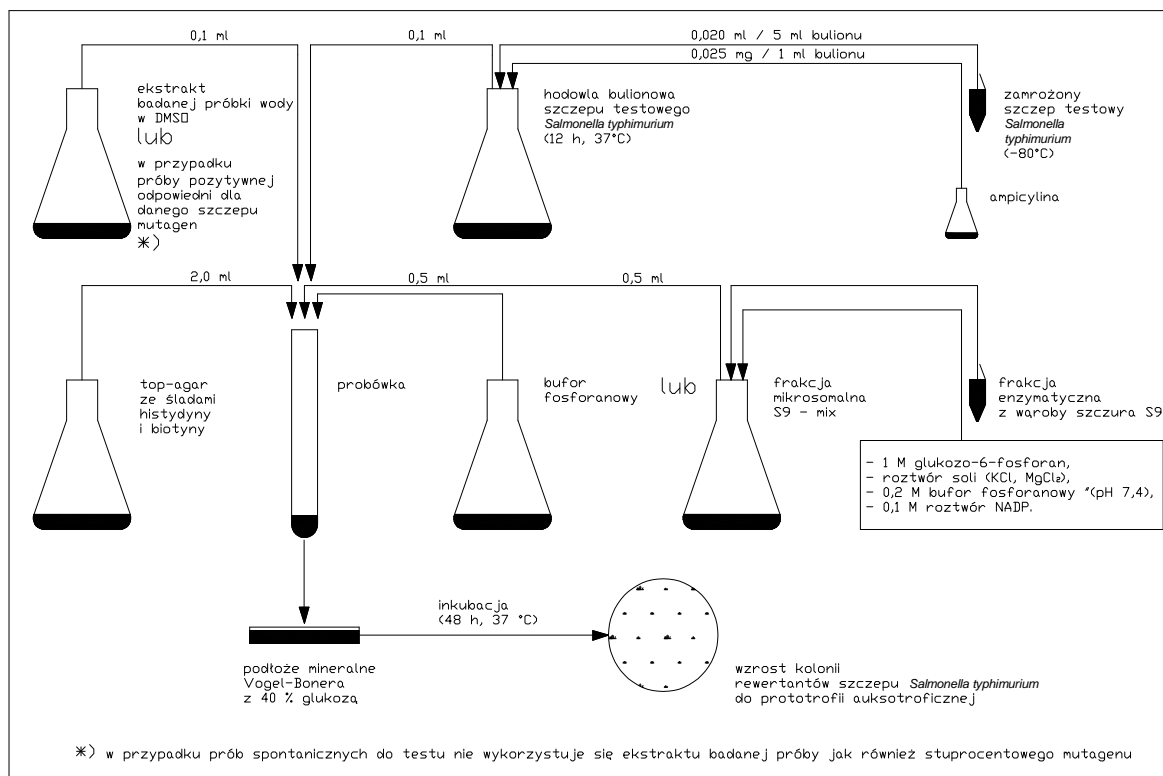 0,1 ml
0,1 ml
0,020 ml / 5 ml bulionu
0,025 mg / 1 ml bulionu
ekstrakt
badanej próbki wody
w DMSO
lub
w przypadku
próby pozytywnej
odpowiedni dla
danego szczepu
mutagen
*)
hodowla bulionowa
szczepu testowego
Salmonella typhimurium
(12 h, 37°C)
zamrożony
szczep testowy
Salmonella
typhimurium
(-80°C)
ampicylina
2,0 ml
0,5 ml
0,5 ml
top-agar
ze śladami
histydyny
i biotyny
probówka
bufor
fosforanowy
lub
frakcja
mikrosomalna
S9 - mix
frakcja
enzymatyczna
z wąroby szczura S9
- 1 M glukozo-6-fosforan,
- roztwór soli (KCl, MgCl₂),
- 0,2 M bufor fosforanowy "(pH 7,4),
- 0,1 M roztwór NADP.
inkubacja
(48 h, 37 °C)
podłoże mineralne
Vogel-Bonera
z 40 % glukozą
wzrost kolonii
rewertantów szczepu Salmonella typhimurium
do prototrofii auksotroficznej
*) w przypadku prób spontanicznych do testu nie wykorzystuje się ekstraktu badanej próby jak również stuprocentowego mutagenu